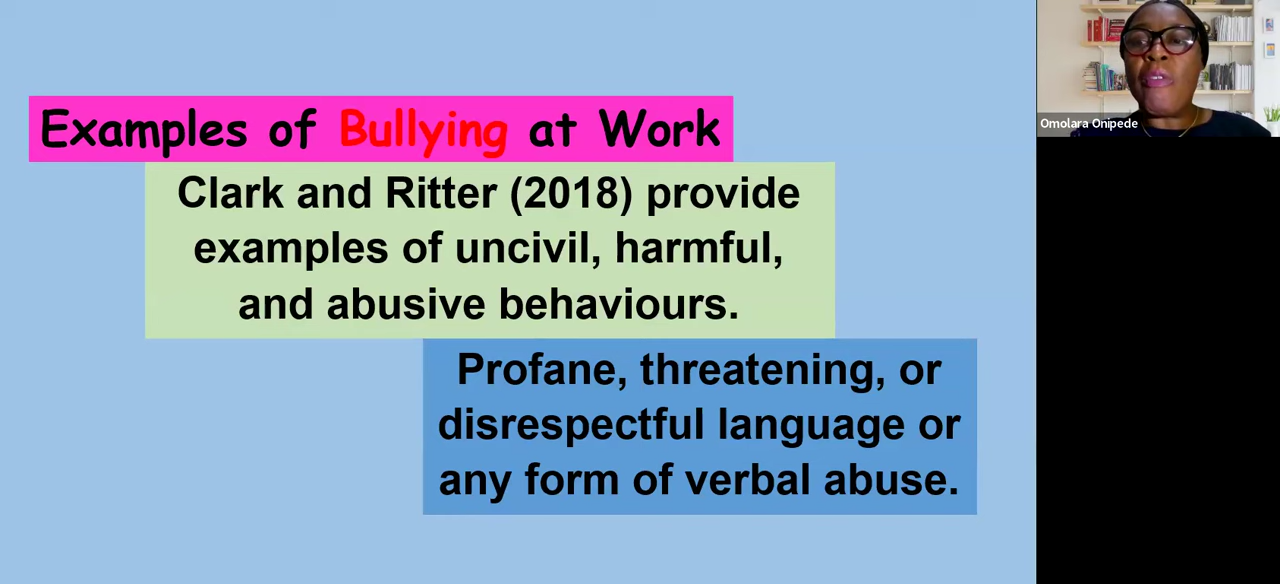 Examples of Bullying at Work
Clark and Ritter (2018) provide
examples of uncivil, harmful,
and abusive behaviours.
Profane, threatening, or
disrespectful language or
any form of verbal abuse.
Omolara Onipede